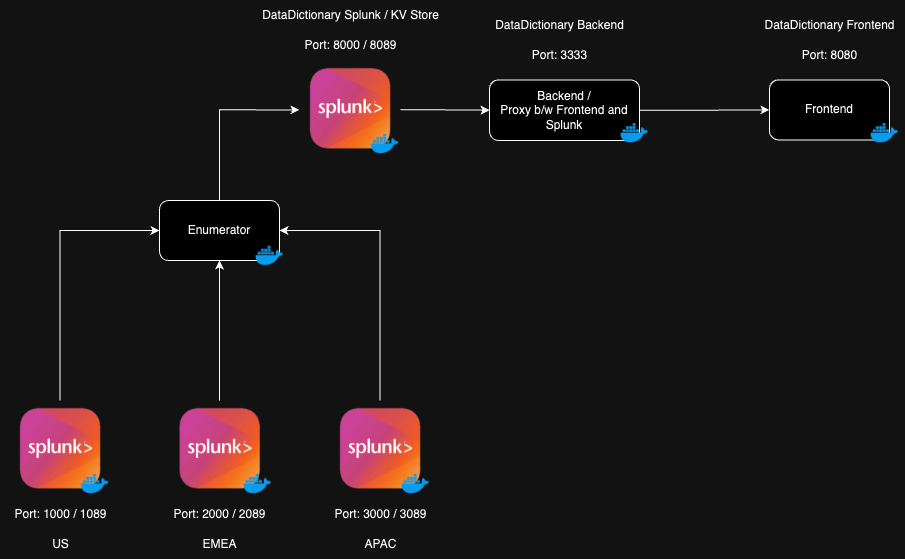 DataDictionary Splunk / KV Store
Port: 8000 / 8089
splunk>
DataDictionary Backend
Port: 3333
Backend /
Proxy b/w Frontend and
Splunk
DataDictionary Frontend
Port: 8080
Frontend
Enumerator
splunk>
Port: 1000 / 1089
US
splunk>
Port: 2000 / 2089
EMEA
splunk>
Port: 3000 / 3089
APAC